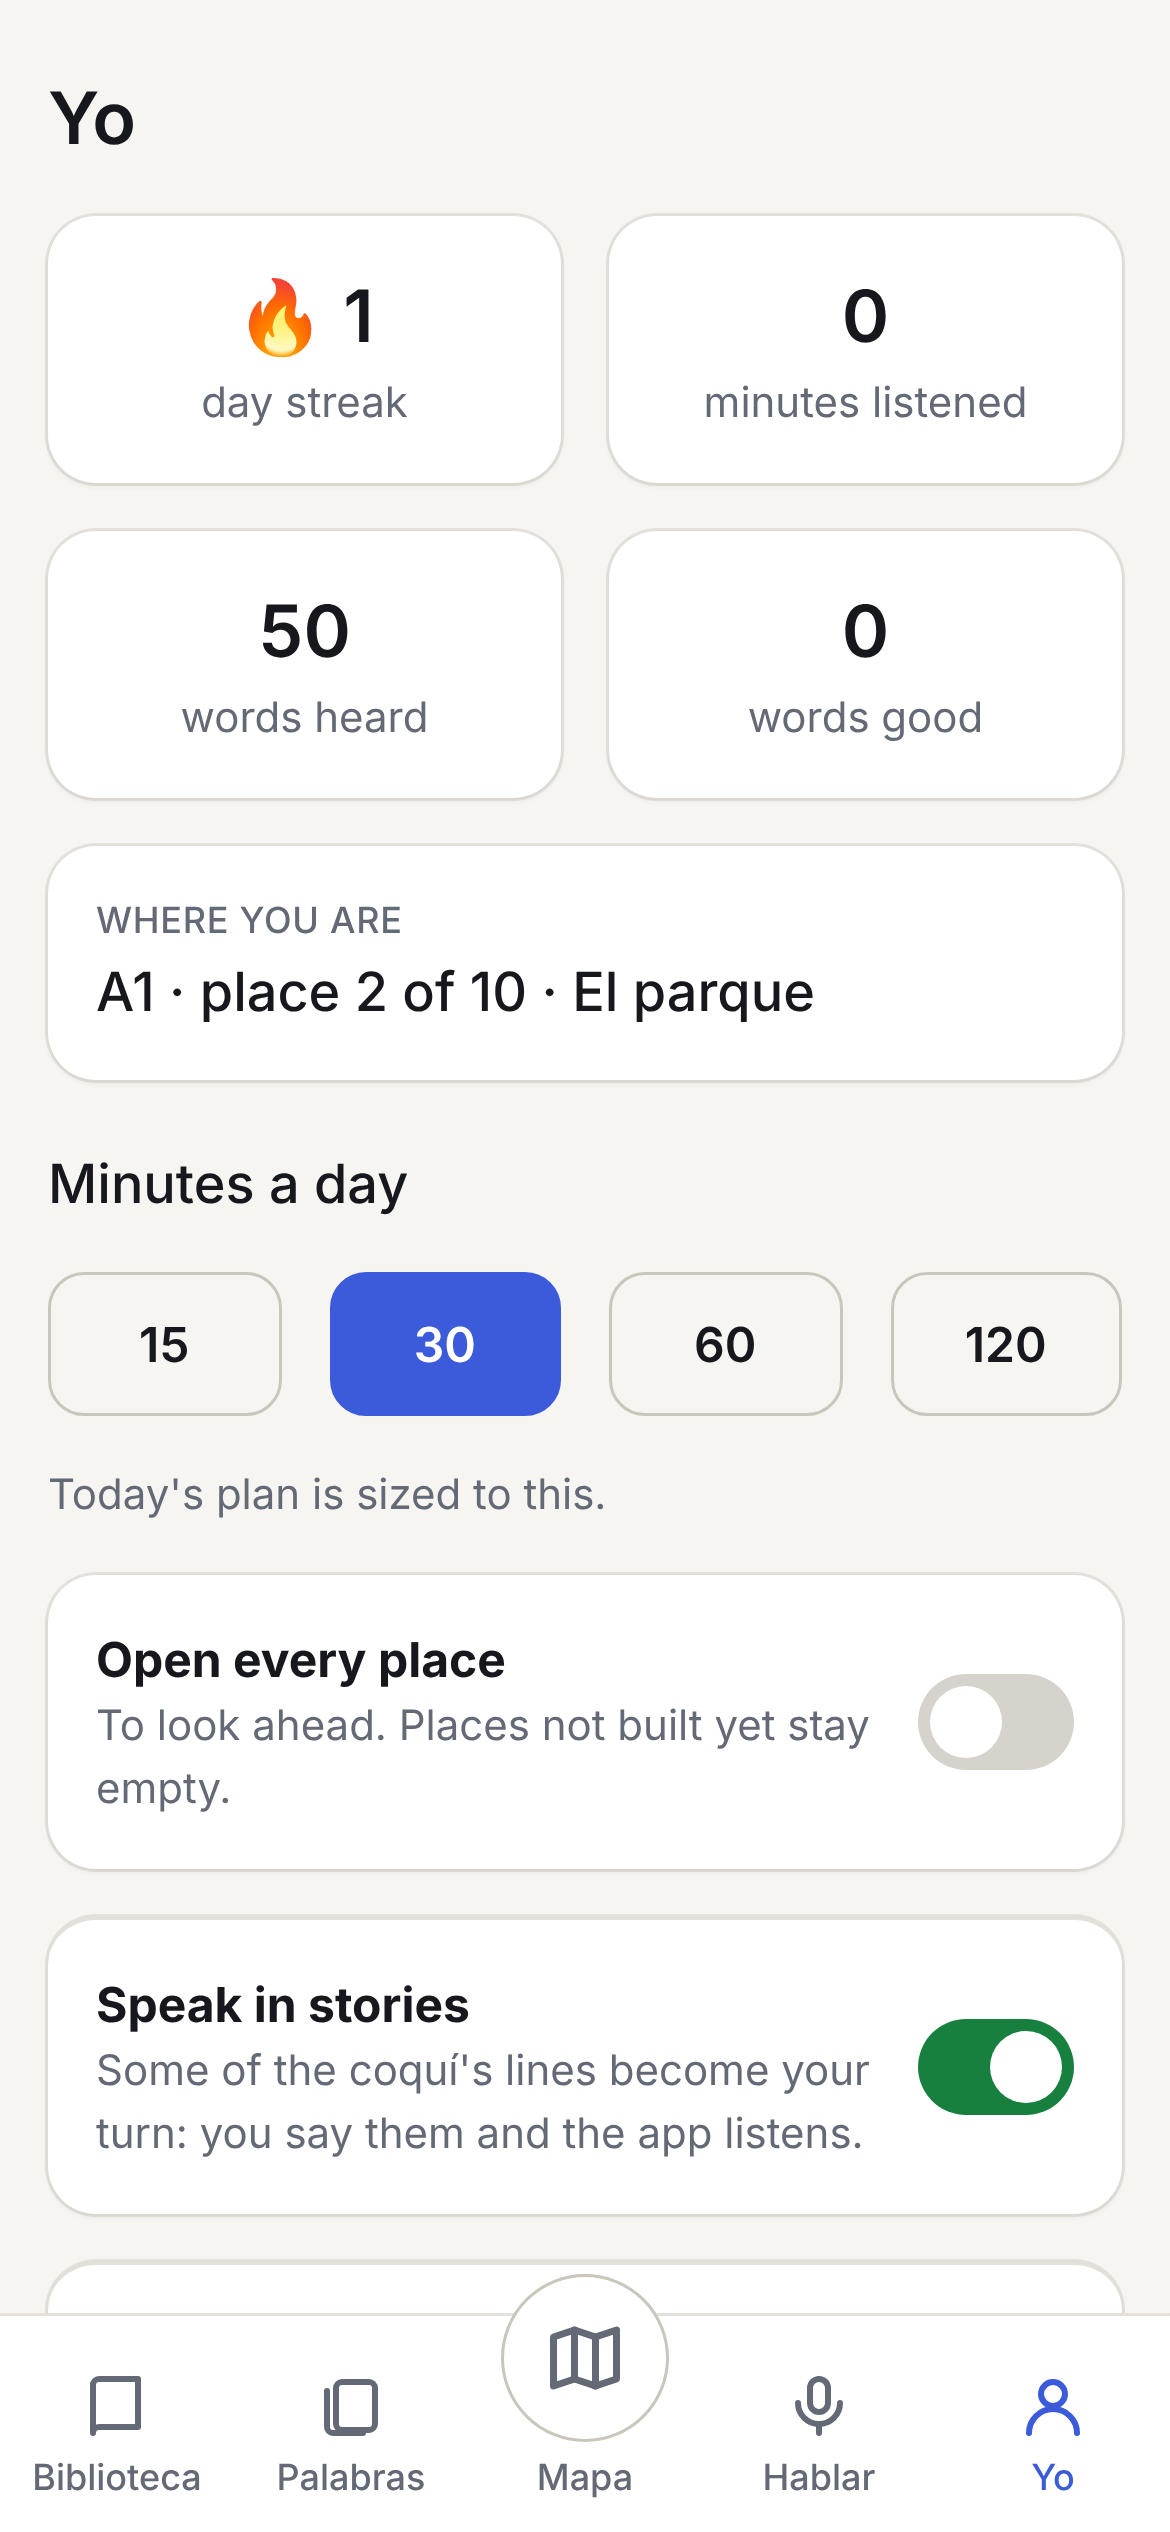 Yo
🔥 1
day streak
0
minutes listened
50
words heard
0
words good
WHERE YOU ARE
A1 · place 2 of 10 · El parque
Minutes a day
15
30
60
120
Today's plan is sized to this.
Open every place
To look ahead. Places not built yet stay
empty.
Speak in stories
Some of the coquí's lines become your
turn: you say them and the app listens.
Biblioteca
Palabras
Mapa
Hablar
Yo